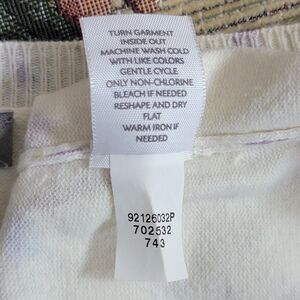 TURN GARMENT
INSIDE OUT
MACHINE WASH COLD
WITH LIKE COLORS
GENTLE CYCLE
ONLY NON-CHLORINE
BLEACH IF NEEDED
RESHAPE AND DRY
FLAT
WARM IRON IF
NEEDED
92126032P
702532
743